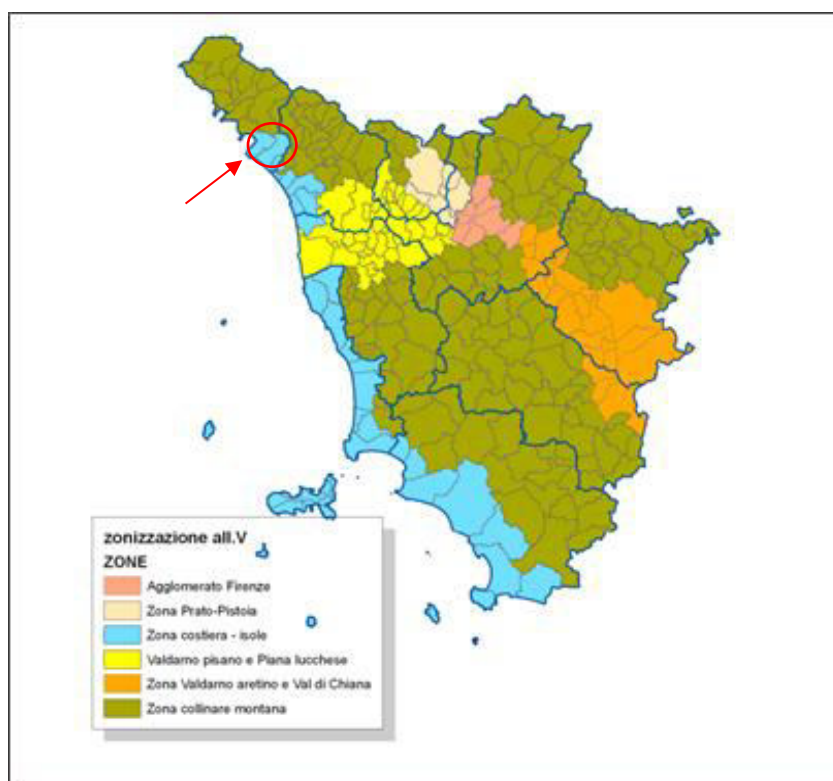 zonizzazione all.V
ZONE
Agglomerato Firenze
Zona Prato-Pistoia
Zona costiera - isole
Valdarno pisano e Piana lucchese
Zona Valdarno aretino e Val di Chiana
Zona collinare montana